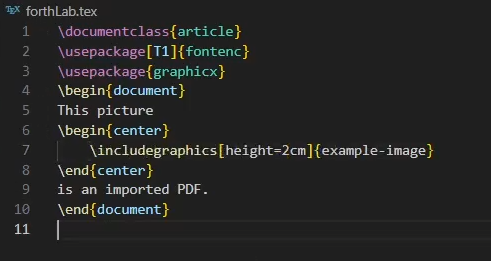 TEX forthLab.tex
1 \documentclass{article}
2 \usepackage[T1]{fontenc}
3 \usepackage{graphicx}
4 \begin{document}
5 This picture
6 \begin{center}
7     \includegraphics[height=2cm]{example-image}
8 \end{center}
9 is an imported PDF.
10 \end{document}
11